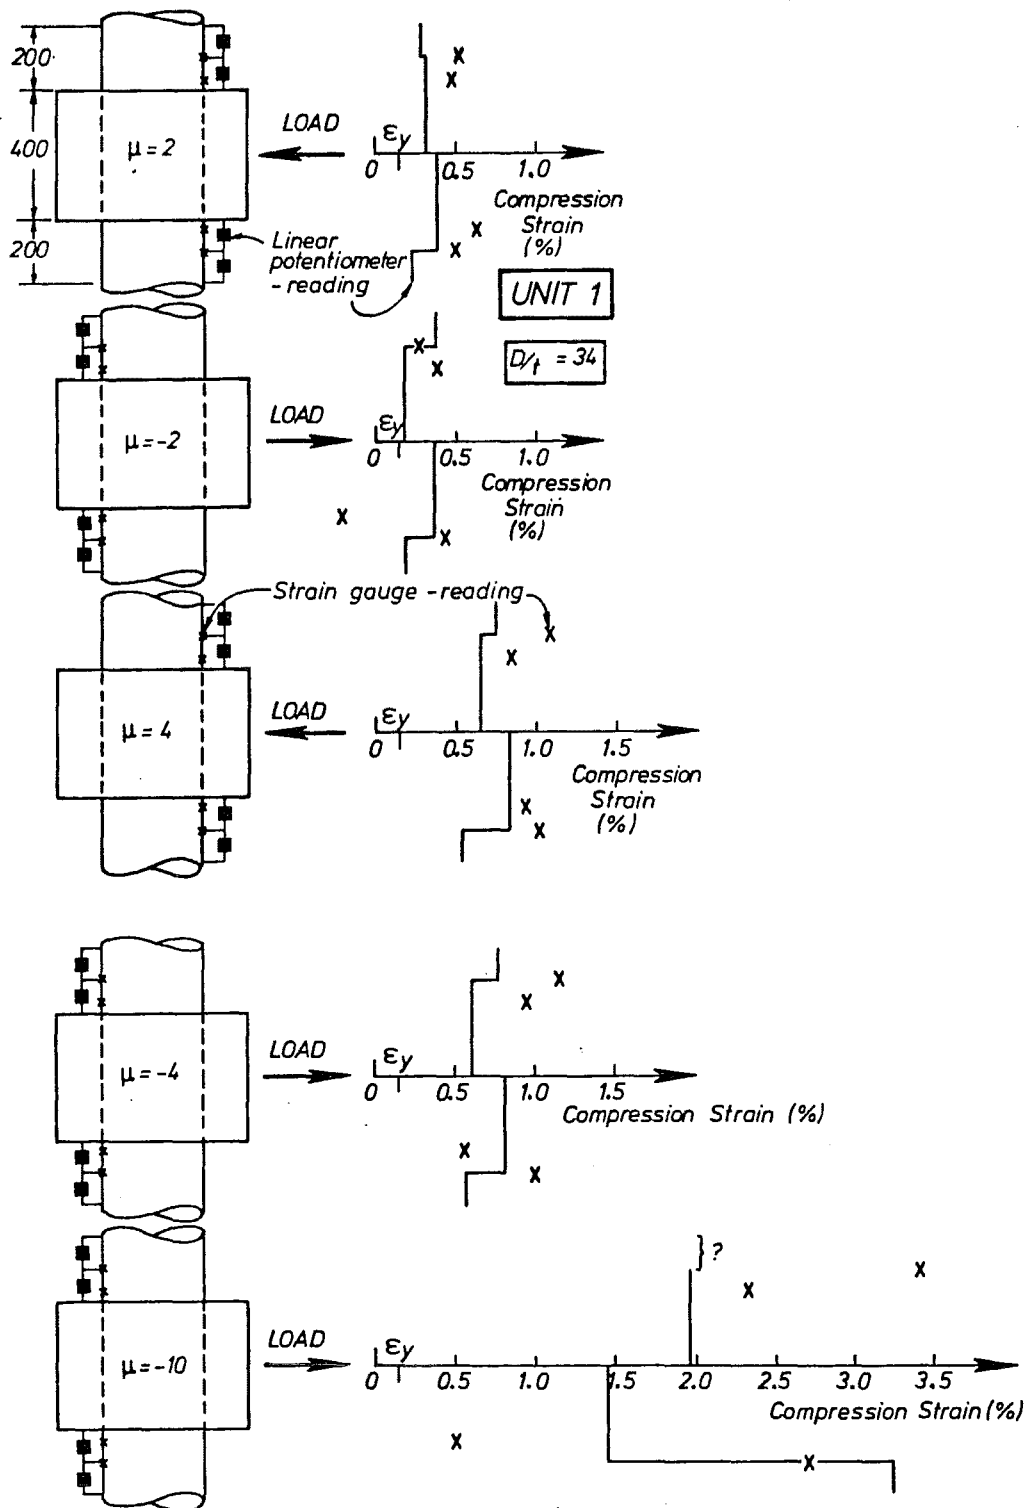 200
400
200
μ = 2
LOAD
εy
0
0.5
1.0
Compression
Strain
(%)
Linear
potentiometer
- reading
UNIT 1
D/t = 34
μ = -2
LOAD
εy
0
0.5
1.0
Compression
Strain
(%)
Strain gauge - reading
μ = 4
LOAD
εy
0
0.5
1.0
1.5
Compression
Strain
(%)
μ = -4
LOAD
εy
0
0.5
1.0
1.5
Compression Strain (%)
} ?
μ = -10
LOAD
εy
0
0.5
1.5
2.0
2.5
3.0
3.5
Compression Strain (%)